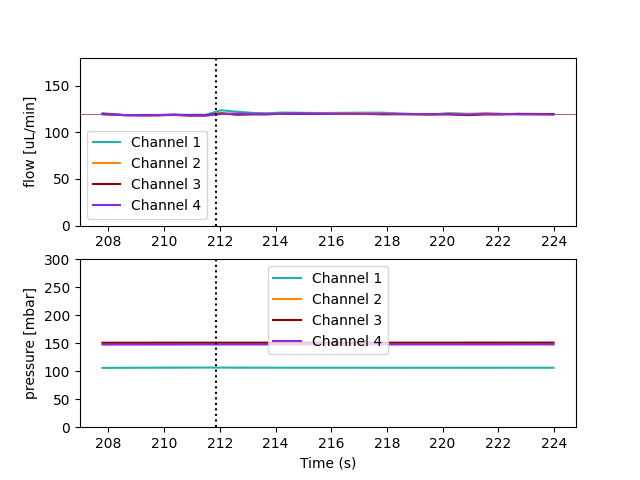 flow [uL/min]
150
100
50
0
Channel 1
Channel 2
Channel 3
Channel 4
208 210 212 214 216 218 220 222 224
pressure [mbar]
300
250
200
150
100
50
0
Channel 1
Channel 2
Channel 3
Channel 4
208 210 212 214 216 218 220 222 224
Time (s)